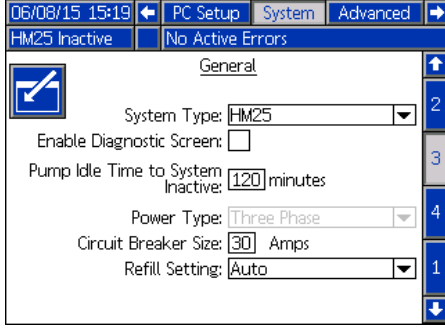 06/08/15 15:19 PC Setup System Advanced
HM25 Inactive No Active Errors
General
System Type: HM25
Enable Diagnostic Screen:
Pump Idle Time to System
Inactive: 120 minutes
Power Type: Three Phase
Circuit Breaker Size: 30 Amps
Refill Setting: Auto
2
3
4
1